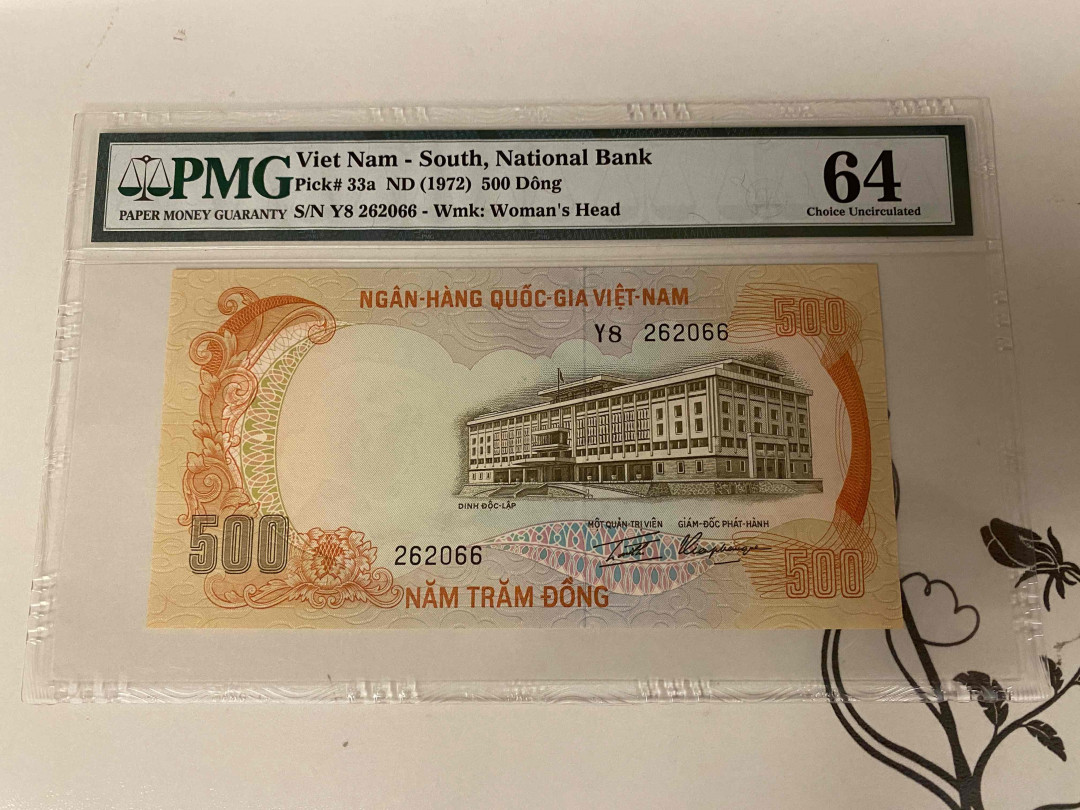 PMG
PAPER MONEY GUARANTY
Viet Nam - South, National Bank
Pick# 33a ND (1972) 500 Dông
S/N Y8 262066 - Wmk: Woman's Head
64
Choice Uncirculated
NGÂN-HÀNG QUỐC-GIA VIỆT-NAM
500
Y8 262066
DINH ĐỘC-LẬP
MỘT QUẢN-TRỊ VIÊN GIÁM-ĐỐC PHÁT-HÀNH
500
262066
500
NĂM TRĂM ĐỒNG